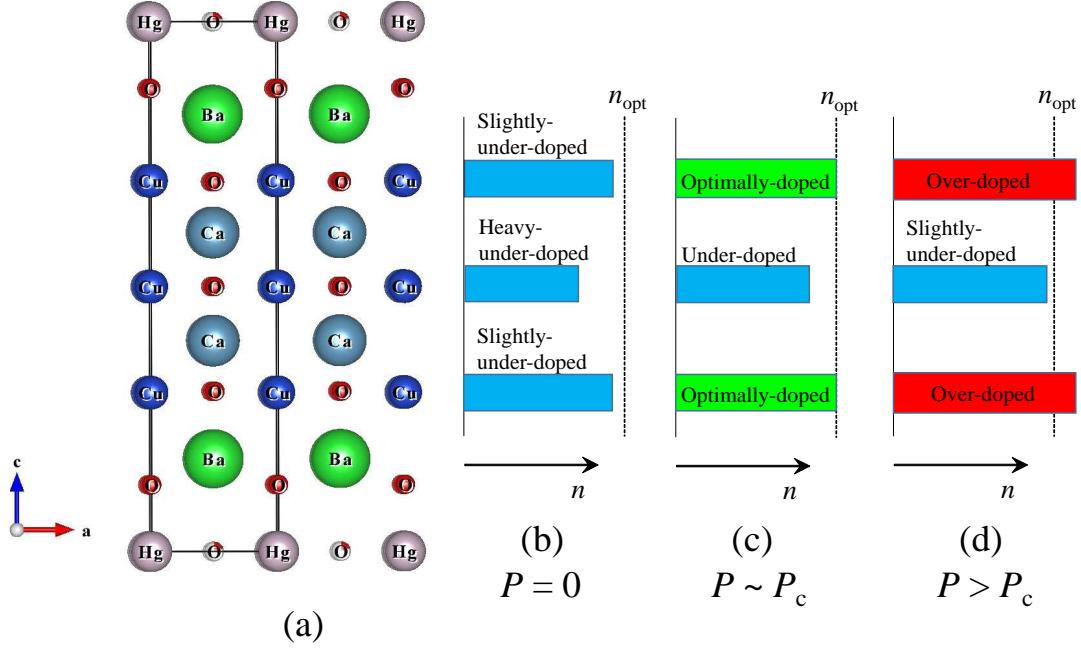 Hg O Hg O Hg
O O O
Ba Ba
Cu O Cu O Cu
Ca Ca
Cu O Cu O Cu
Ca Ca
Cu O Cu O Cu
Ba Ba
O O O
Hg O Hg O Hg
c
a
(a)
n_opt
Slightly-
under-doped
Heavy-
under-doped
Slightly-
under-doped
n
(b)
P = 0
n_opt
Optimally-doped
Under-doped
Optimally-doped
n
(c)
P ~ P_c
n_opt
Over-doped
Slightly-
under-doped
Over-doped
n
(d)
P > P_c